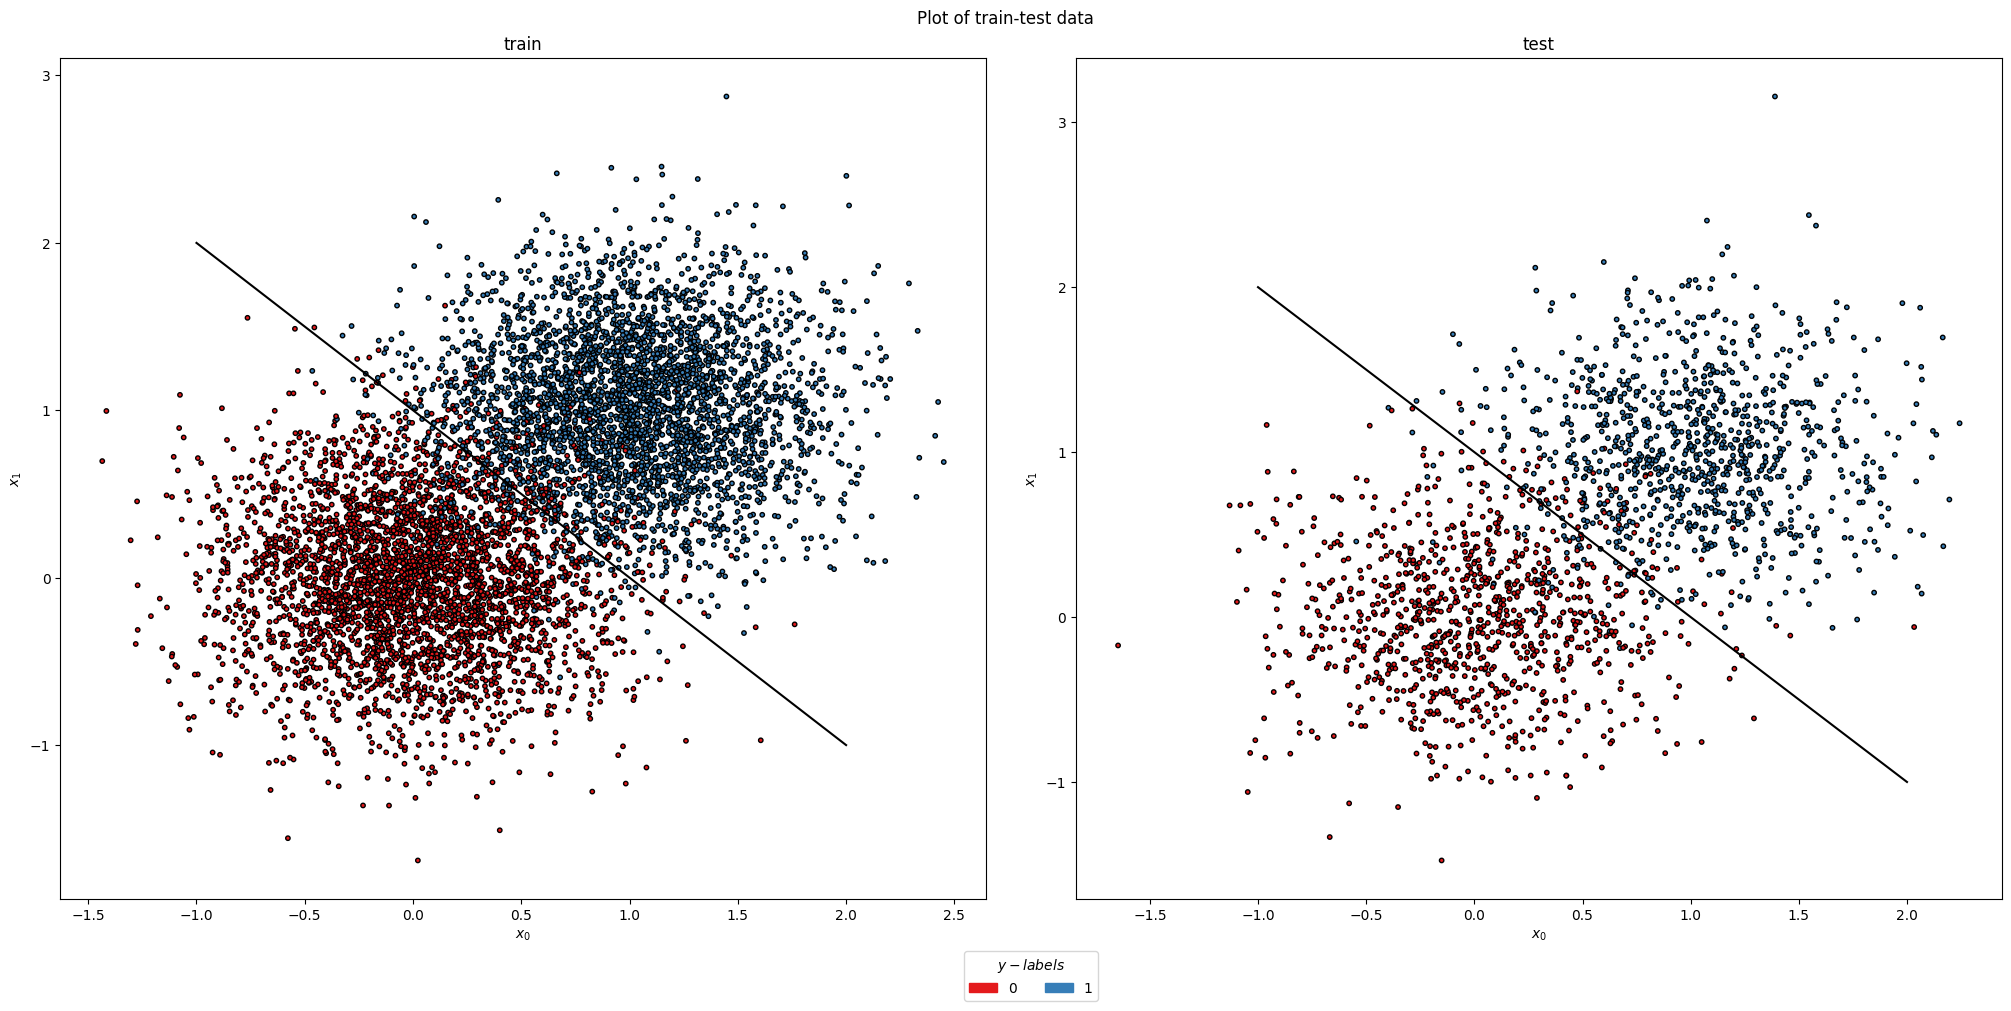 Plot of train-test data
train
3
2
1
0
−1
x₁
−1.5 −1.0 −0.5 0.0 0.5 1.0 1.5 2.0 2.5
x₀
test
3
2
1
0
−1
x₁
−1.5 −1.0 −0.5 0.0 0.5 1.0 1.5 2.0
x₀
y − labels
0 1